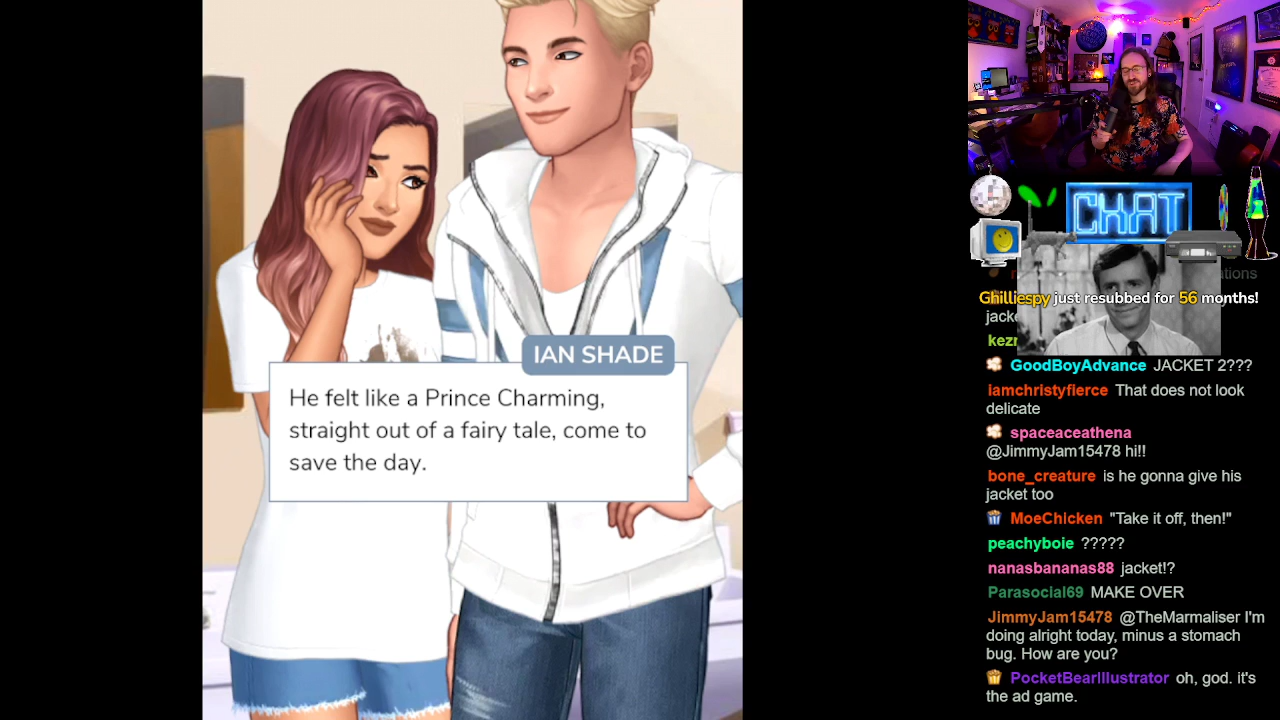 IAN SHADE
He felt like a Prince Charming,
straight out of a fairy tale, come to
save the day.
CHAT
Ghilliespy just resubbed for 56 months!
GoodBoyAdvance JACKET 2???
iamchristyfierce That does not look
delicate
spaceaceathena
@JimmyJam15478 hi!!
bone_creature is he gonna give his
jacket too
MoeChicken "Take it off, then!"
peachyboie ?????
nanasbananas88 jacket!?
Parasocial69 MAKE OVER
JimmyJam15478 @TheMarmaliser I'm
doing alright today, minus a stomach
bug. How are you?
PocketBearIllustrator oh, god. it's
the ad game.